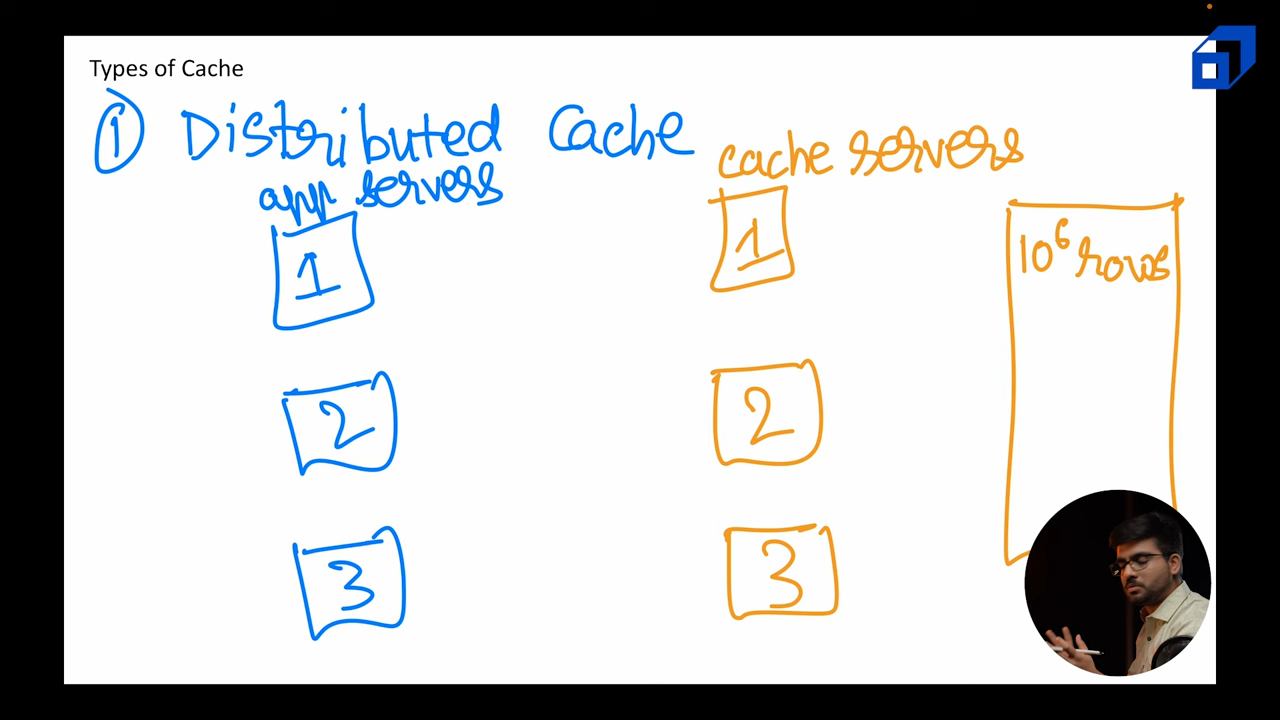 Types of Cache
① Distributed Cache
app servers
cache servers
1
1
10⁶ rows
2
2
3
3